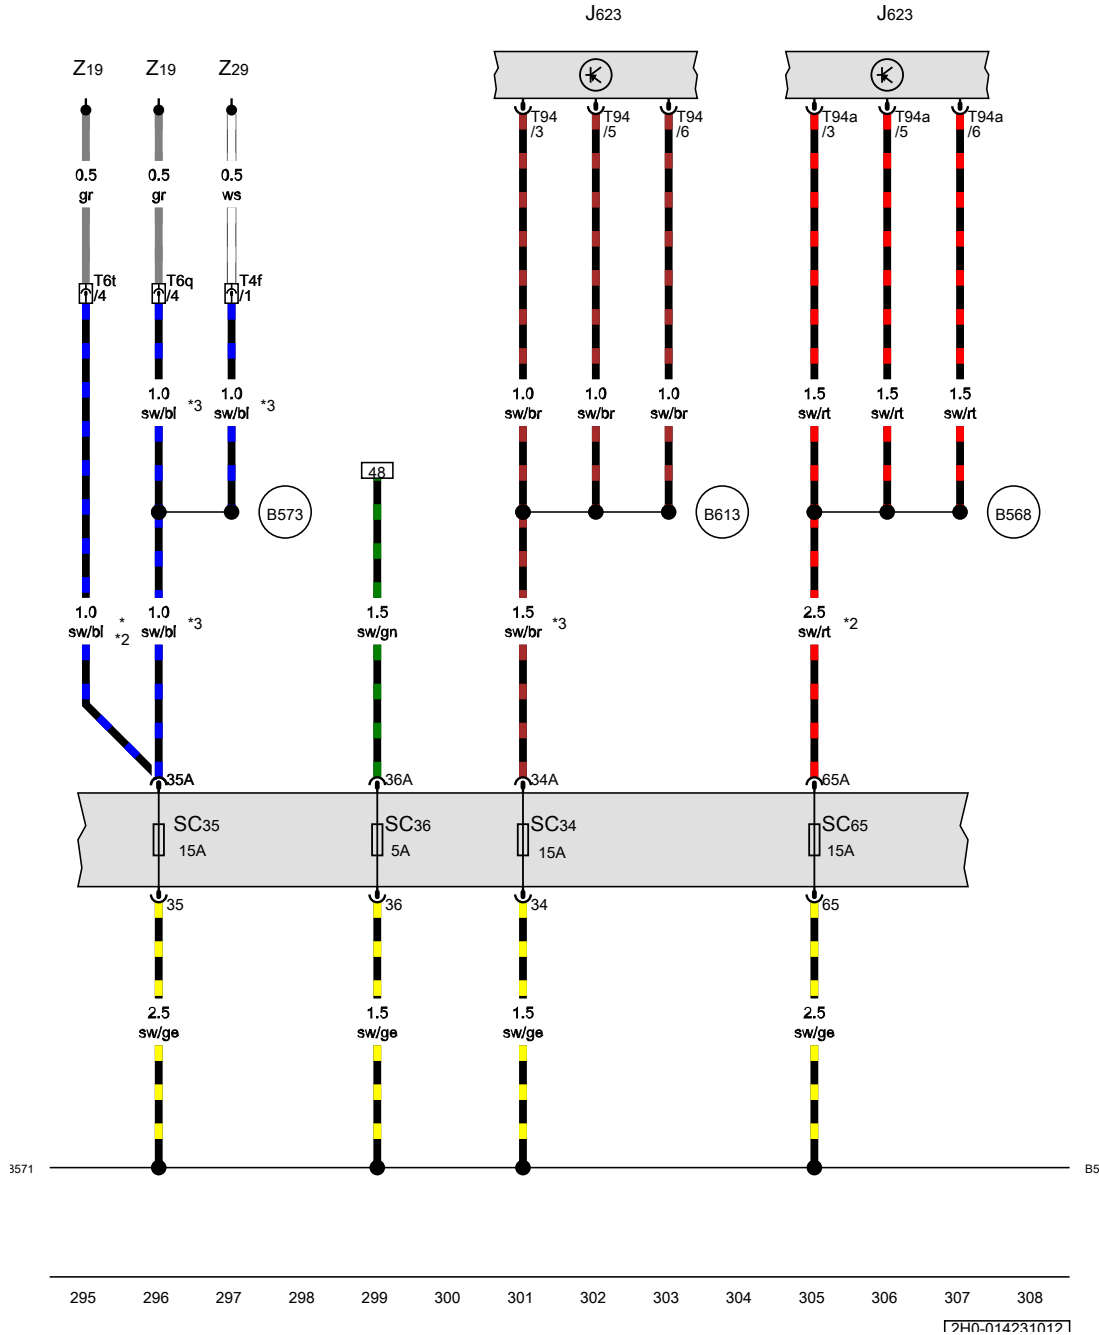 J623 J623
Z19 Z19 Z29
T94 /3 T94 /5 T94 /6 T94a /3 T94a /5 T94a /6
0.5 gr 0.5 gr 0.5 ws
T6t /4 T6q /4 T4f /1
1.0 sw/bl *3 1.0 sw/bl *3 1.0 sw/br 1.0 sw/br 1.0 sw/br 1.5 sw/rt 1.5 sw/rt 1.5 sw/rt
48
B573 B613 B568
1.0 sw/bl * *2 1.0 sw/bl *3 1.5 sw/gn 1.5 sw/br *3 2.5 sw/rt *2
35A 36A 34A 65A
SC35 SC36 SC34 SC65
15A 5A 15A 15A
35 36 34 65
2.5 sw/ge 1.5 sw/ge 1.5 sw/ge 2.5 sw/ge
B571 B5
295 296 297 298 299 300 301 302 303 304 305 306 307 308
2H0-014231012